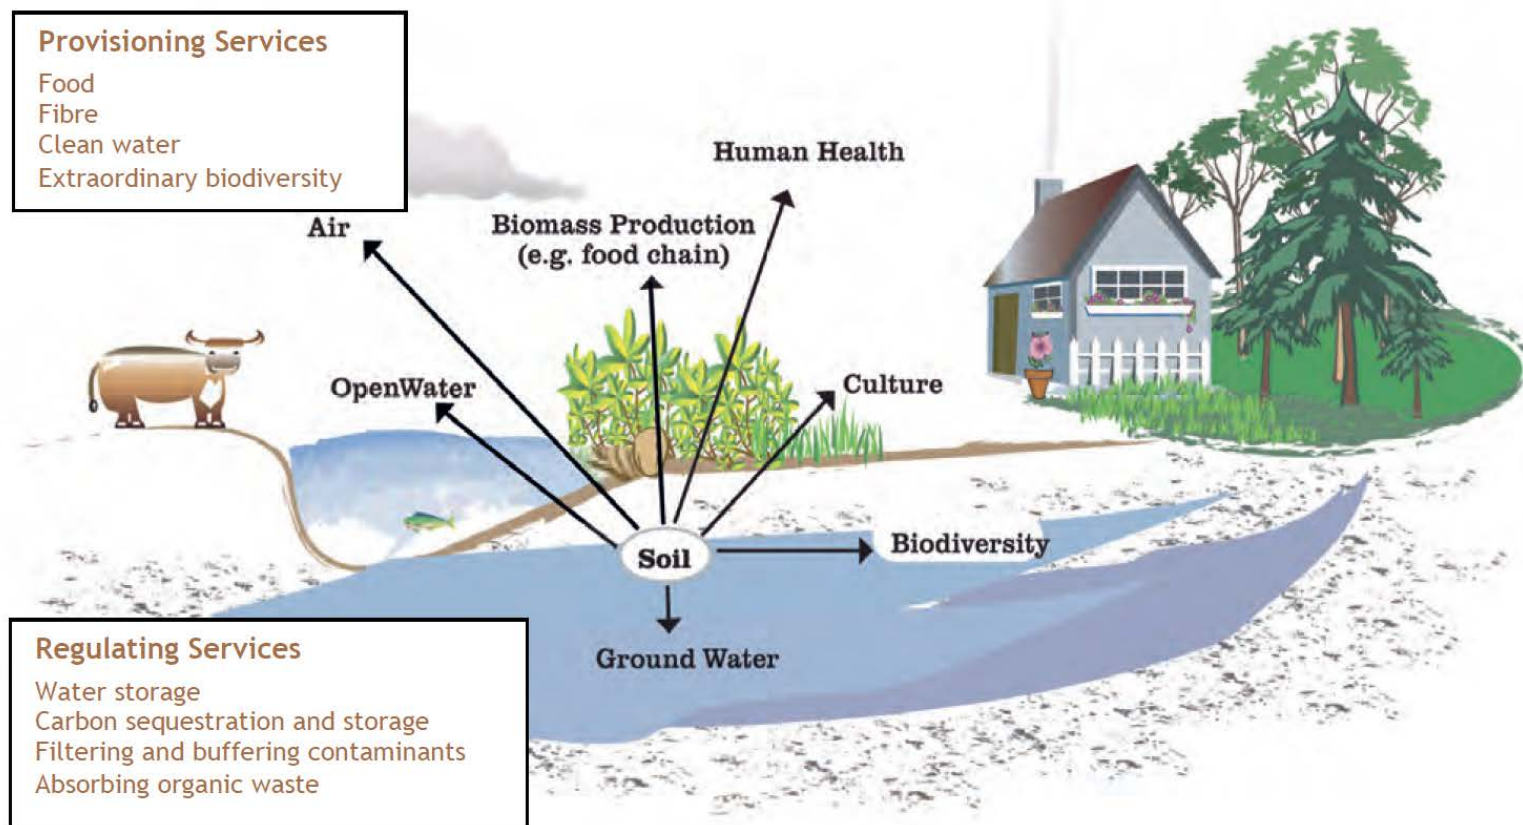 Provisioning Services
Food
Fibre
Clean water
Extraordinary biodiversity
Human Health
Air
Biomass Production
(e.g. food chain)
OpenWater
Culture
Soil
Biodiversity
Ground Water
Regulating Services
Water storage
Carbon sequestration and storage
Filtering and buffering contaminants
Absorbing organic waste